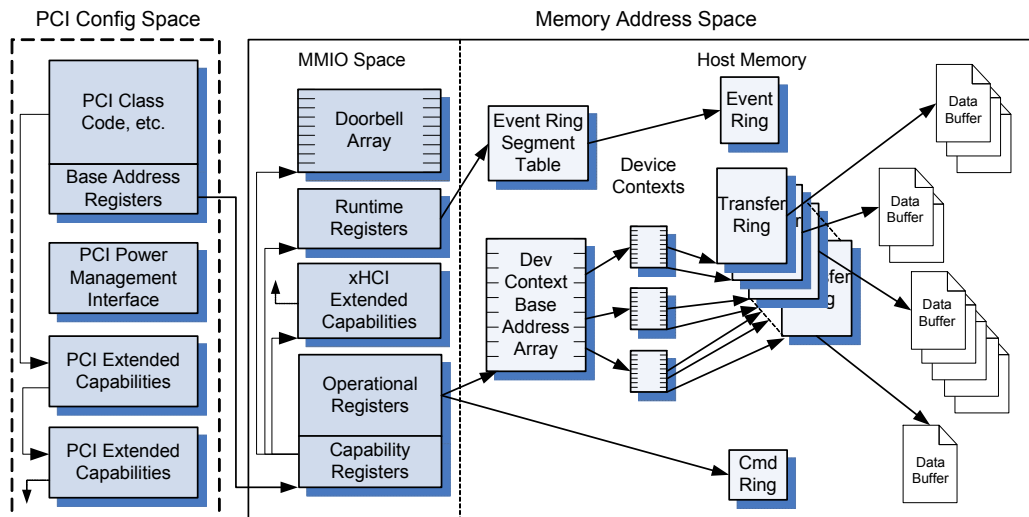 PCI Config Space
Memory Address Space
PCI Class
Code, etc.
Base Address
Registers
PCI Power
Management
Interface
PCI Extended
Capabilities
PCI Extended
Capabilities
MMIO Space
Doorbell
Array
Runtime
Registers
xHCI
Extended
Capabilities
Operational
Registers
Capability
Registers
Host Memory
Event Ring
Segment
Table
Event
Ring
Device
Contexts
Dev
Context
Base
Address
Array
Transfer
Ring
Cmd
Ring
Data
Buffer
Data
Buffer
Data
Buffer
Data
Buffer